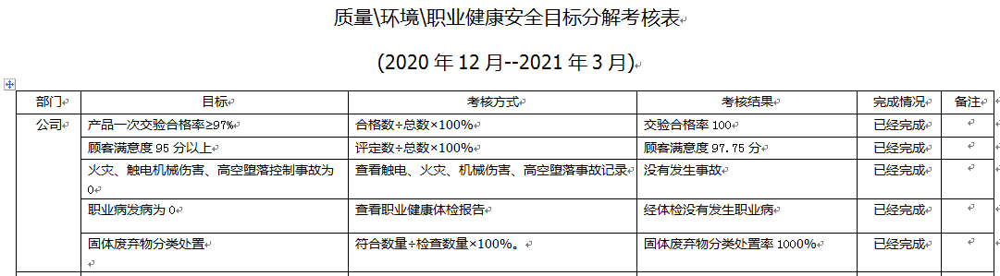 质量\环境\职业健康安全目标分解考核表
(2020 年 12 月--2021 年 3 月)
部门 目标 考核方式 考核结果 完成情况 备注
公司 产品一次交验合格率≥97% 合格数÷总数×100% 交验合格率 100 已经完成
顾客满意度 95 分以上 评定数÷总数×100% 顾客满意度 97.75 分 已经完成
火灾、触电机械伤害、高空堕落控制事故为 查看触电、火灾、机械伤害、高空堕落事故记录 没有发生事故 已经完成
0
职业病发病为 0 查看职业健康体检报告 经体检没有发生职业病 已经完成
固体废弃物分类处置 符合数量÷检查数量×100%。 固体废弃物分类处置率 1000% 已经完成